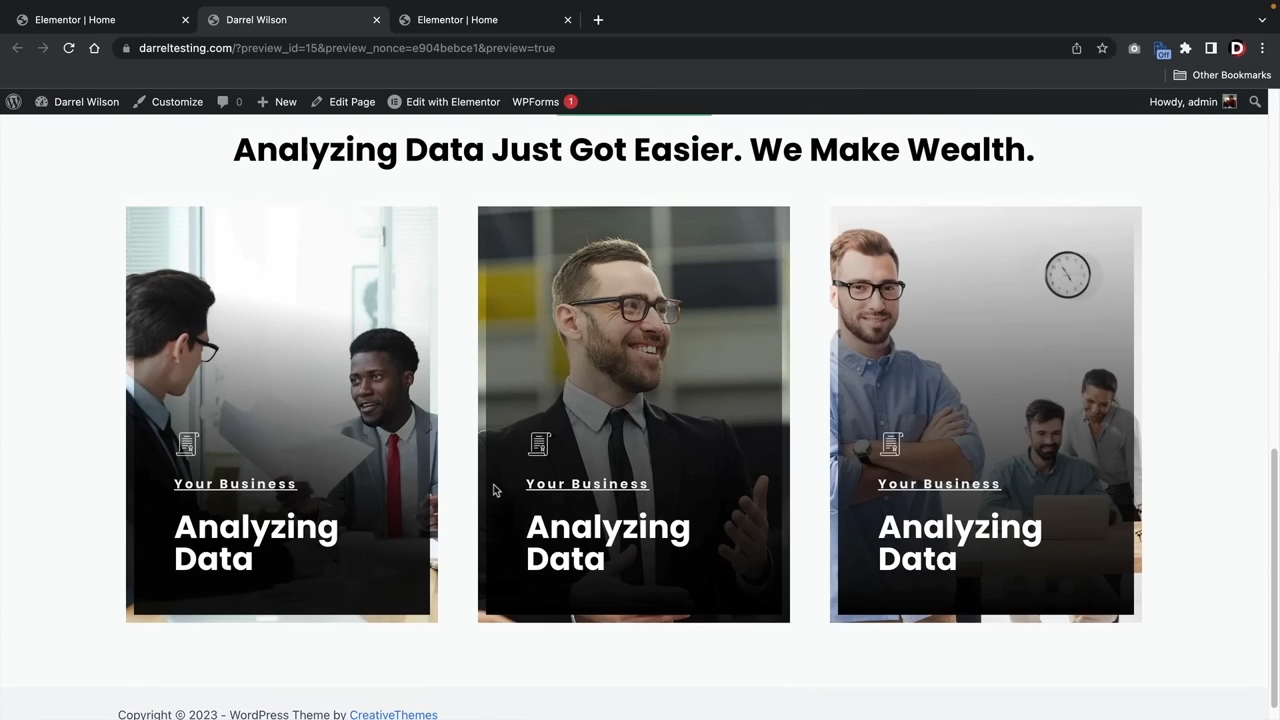 Elementor | Home
Darrel Wilson
Elementor | Home
darreltesting.com/?preview_id=15&preview_nonce=e904bebce1&preview=true
Off
D
Other Bookmarks
Darrel Wilson
Customize
0
New
Edit Page
Edit with Elementor
WPForms 1
Howdy, admin
Analyzing Data Just Got Easier. We Make Wealth.
Your Business
Analyzing
Data
Your Business
Analyzing
Data
Your Business
Analyzing
Data
Copyright © 2023 - WordPress Theme by CreativeThemes